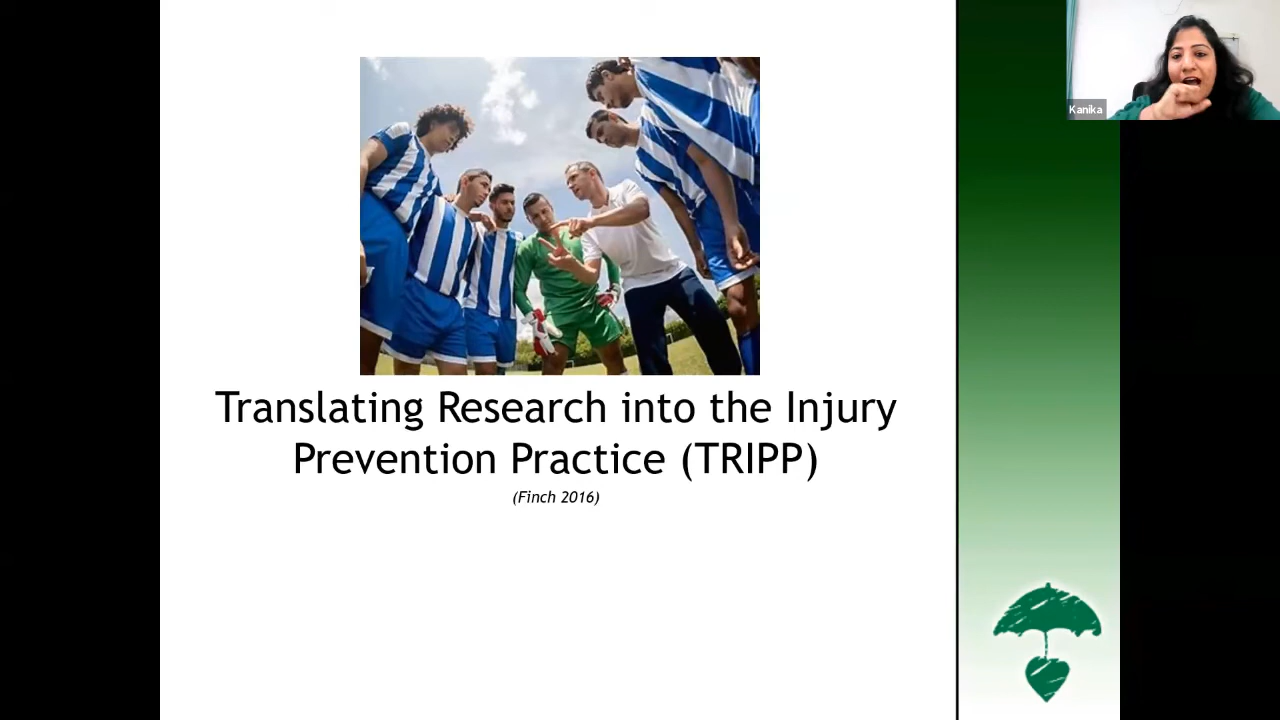 Kanika
Translating Research into the Injury
Prevention Practice (TRIPP)
(Finch 2016)